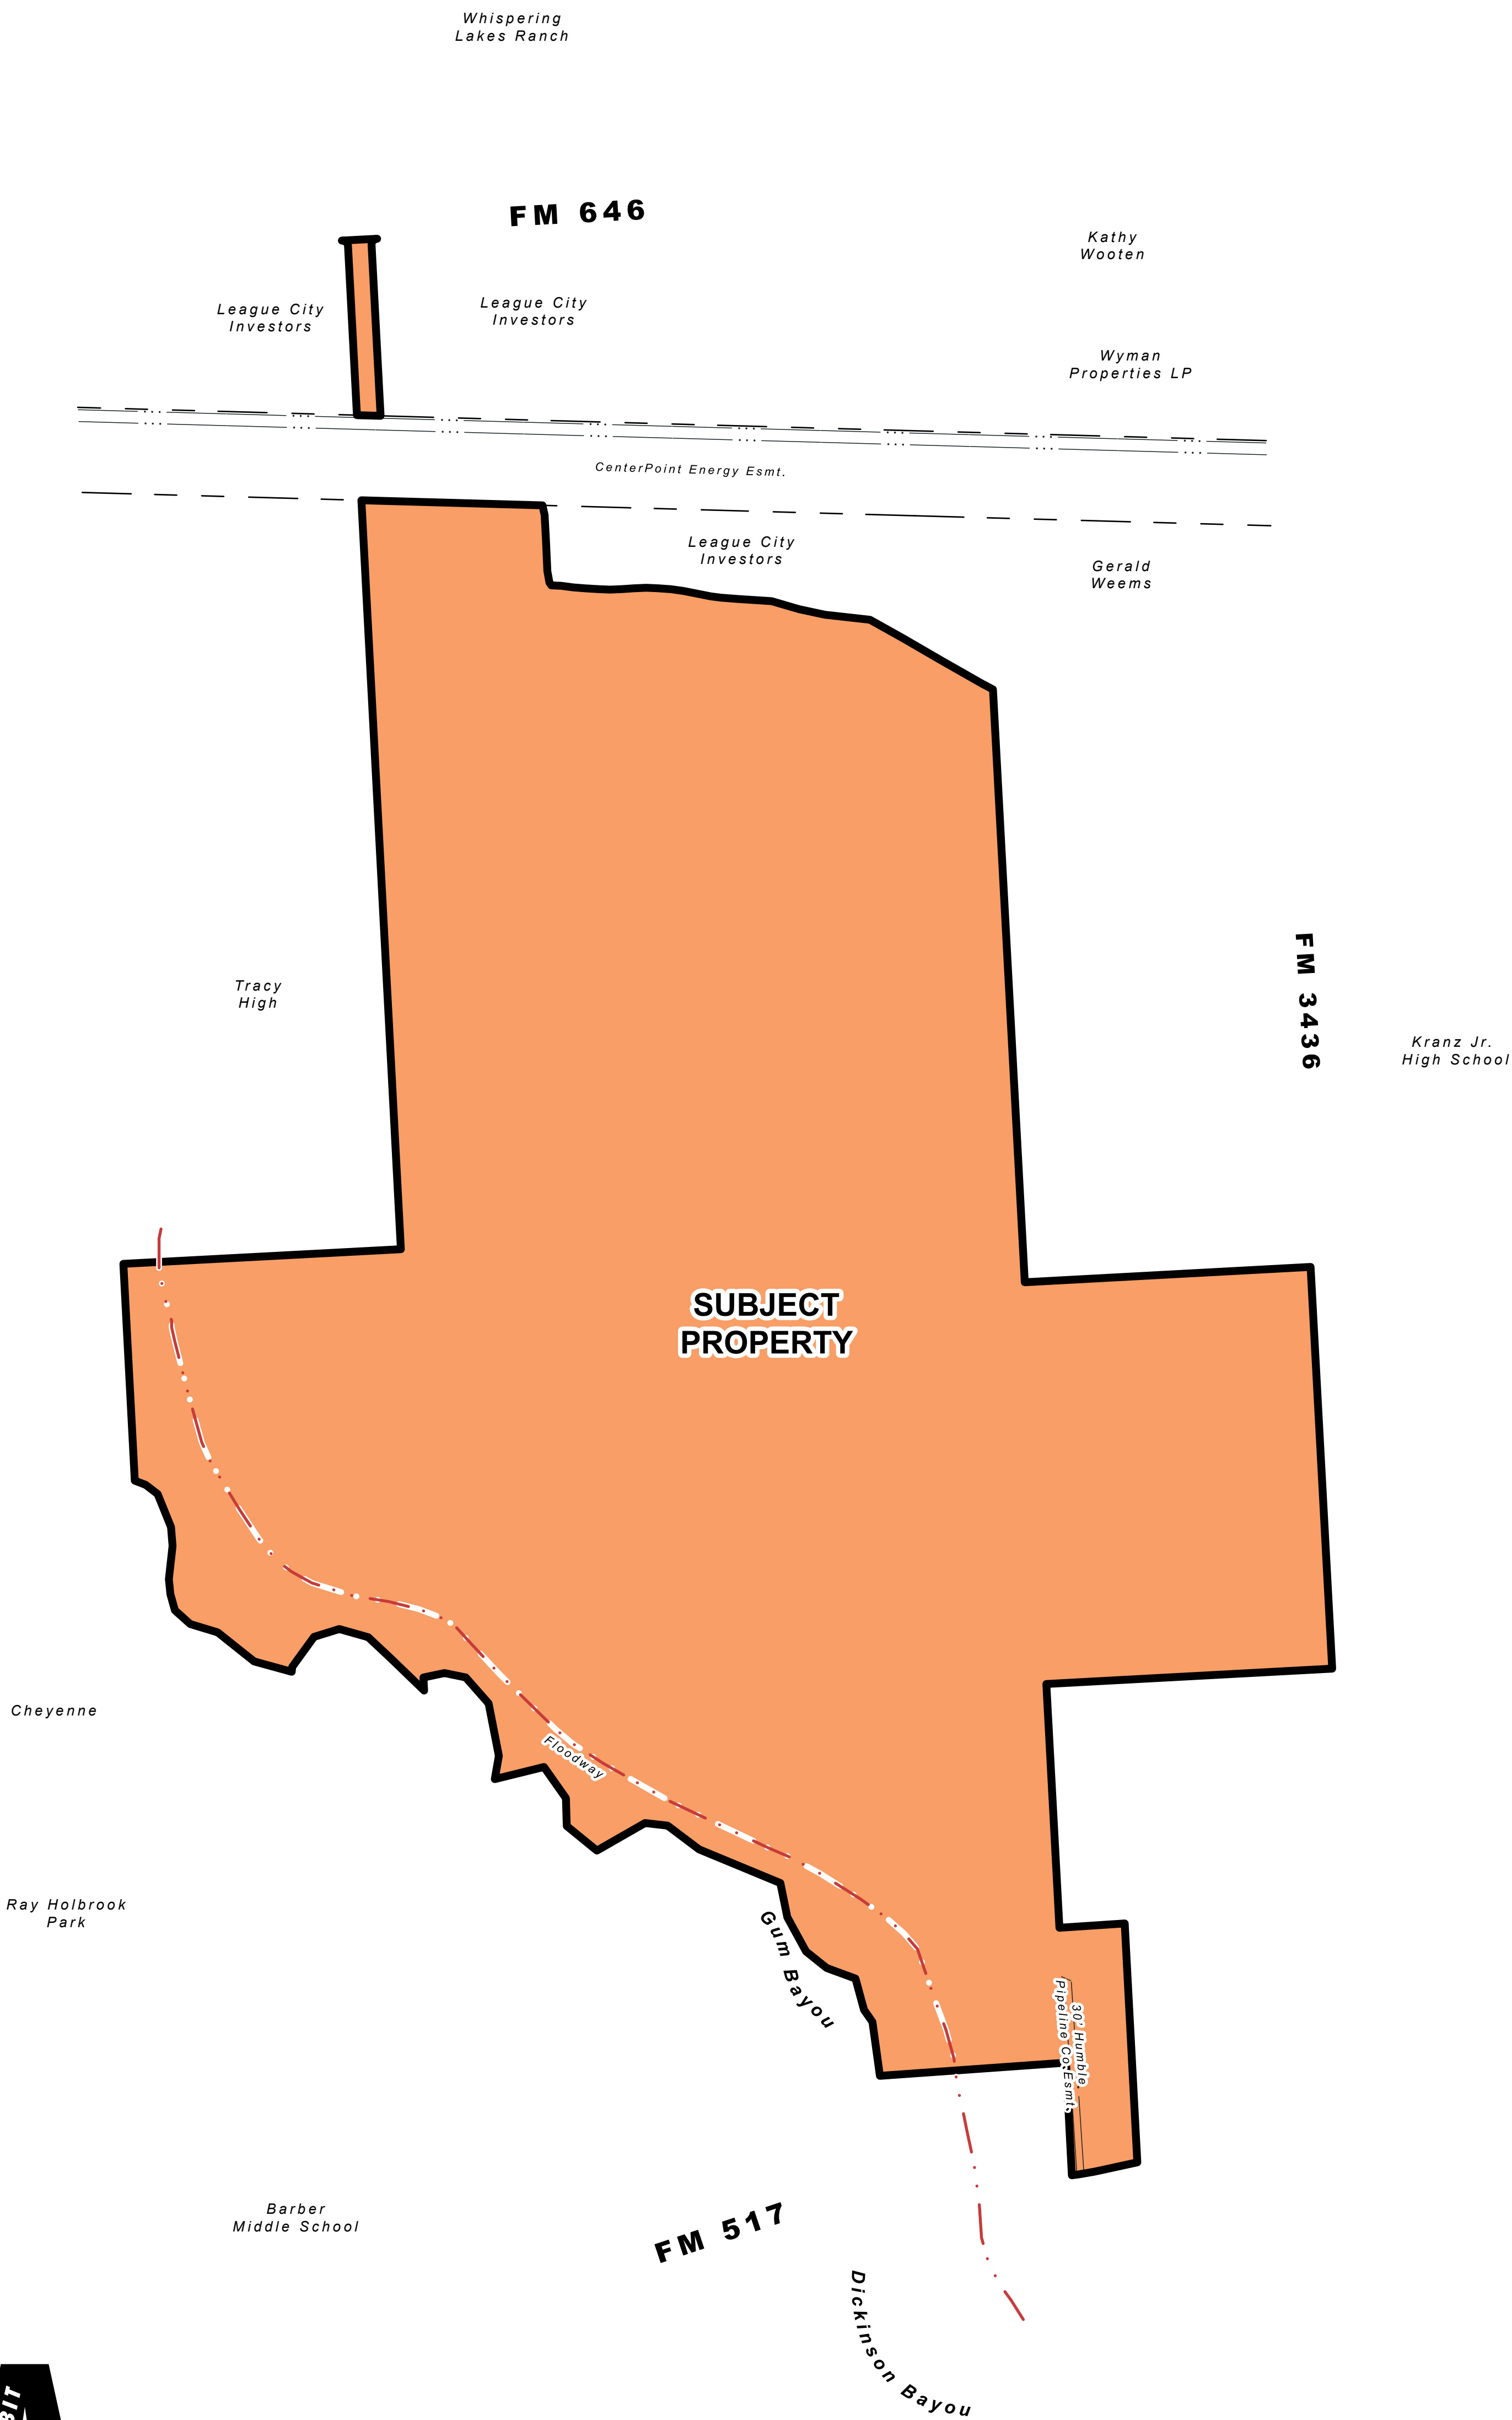 Whispering
Lakes Ranch
FM 646
Kathy
Wooten
League City
Investors
League City
Investors
Wyman
Properties LP
CenterPoint Energy Esmt.
League City
Investors
Gerald
Weems
FM 3436
Tracy
High
Kranz Jr.
High School
SUBJECT
PROPERTY
Cheyenne
Floodway
Ray Holbrook
Park
Gum Bayou
30' Humble
Pipeline Co. Esmt.
Barber
Middle School
FM 517
Dickinson Bayou